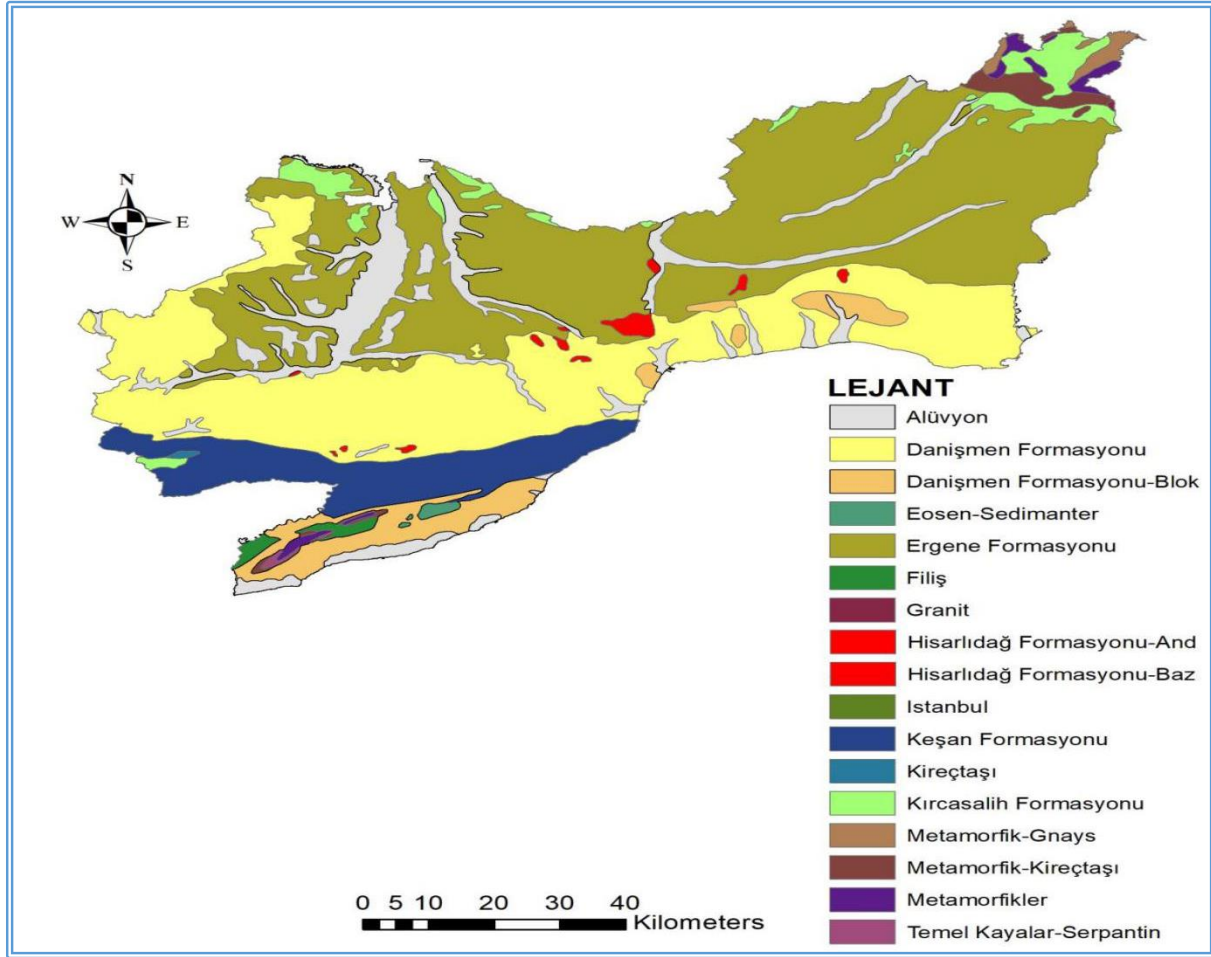 N
W E
S
LEJANT
Alüvyon
Danişmen Formasyonu
Danişmen Formasyonu-Blok
Eosen-Sedimanter
Ergene Formasyonu
Filiş
Granit
Hisarlıdağ Formasyonu-And
Hisarlıdağ Formasyonu-Baz
Istanbul
Keşan Formasyonu
Kireçtaşı
Kırcasalih Formasyonu
Metamorfik-Gnays
Metamorfik-Kireçtaşı
Metamorfikler
Temel Kayalar-Serpantin
0 5 10 20 30 40
Kilometers